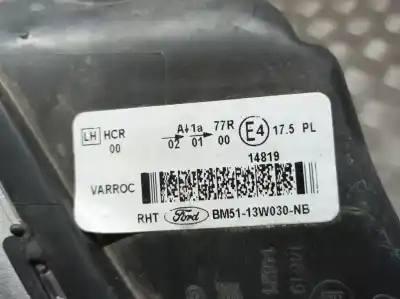 LH HCR A 1a 77R E4 17.5 PL
00 02 01 00
14819
VARROC
RHT Ford BM51-13W030-NB